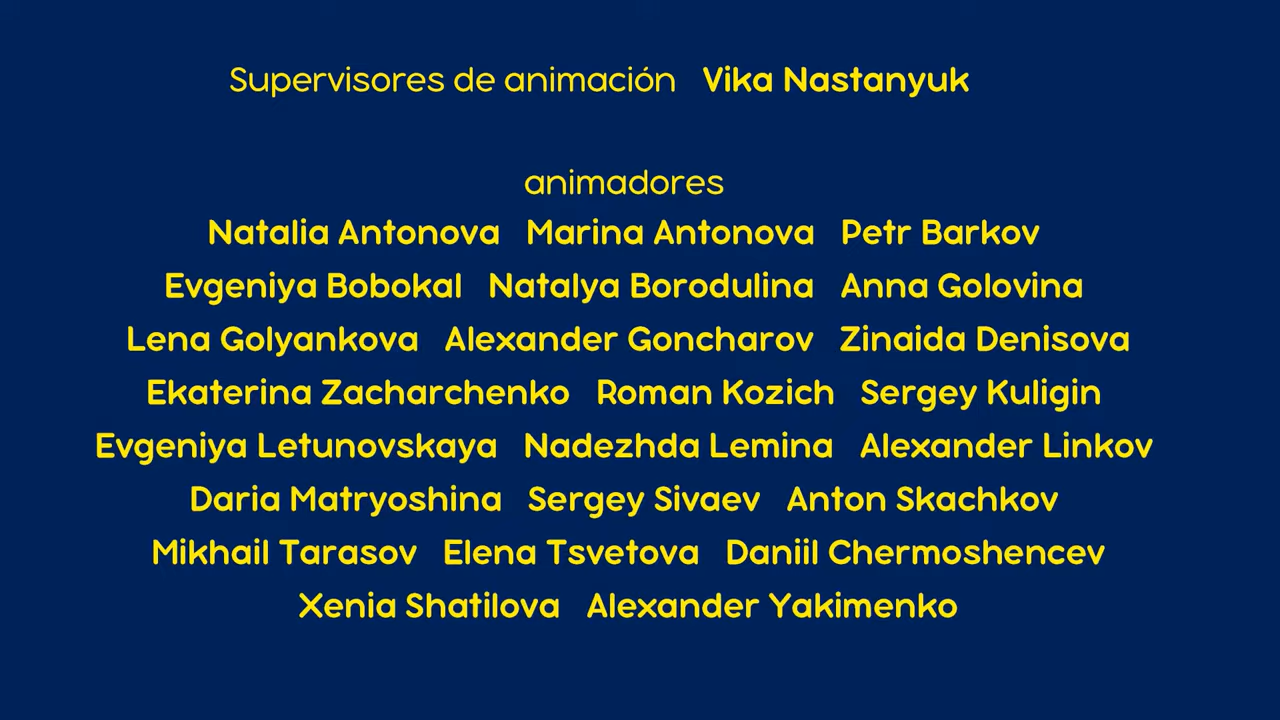 Supervisores de animación Vika Nastanyuk
animadores
Natalia Antonova Marina Antonova Petr Barkov
Evgeniya Bobokal Natalya Borodulina Anna Golovina
Lena Golyankova Alexander Goncharov Zinaida Denisova
Ekaterina Zacharchenko Roman Kozich Sergey Kuligin
Evgeniya Letunovskaya Nadezhda Lemina Alexander Linkov
Daria Matryoshina Sergey Sivaev Anton Skachkov
Mikhail Tarasov Elena Tsvetova Daniil Chermoshencev
Xenia Shatilova Alexander Yakimenko